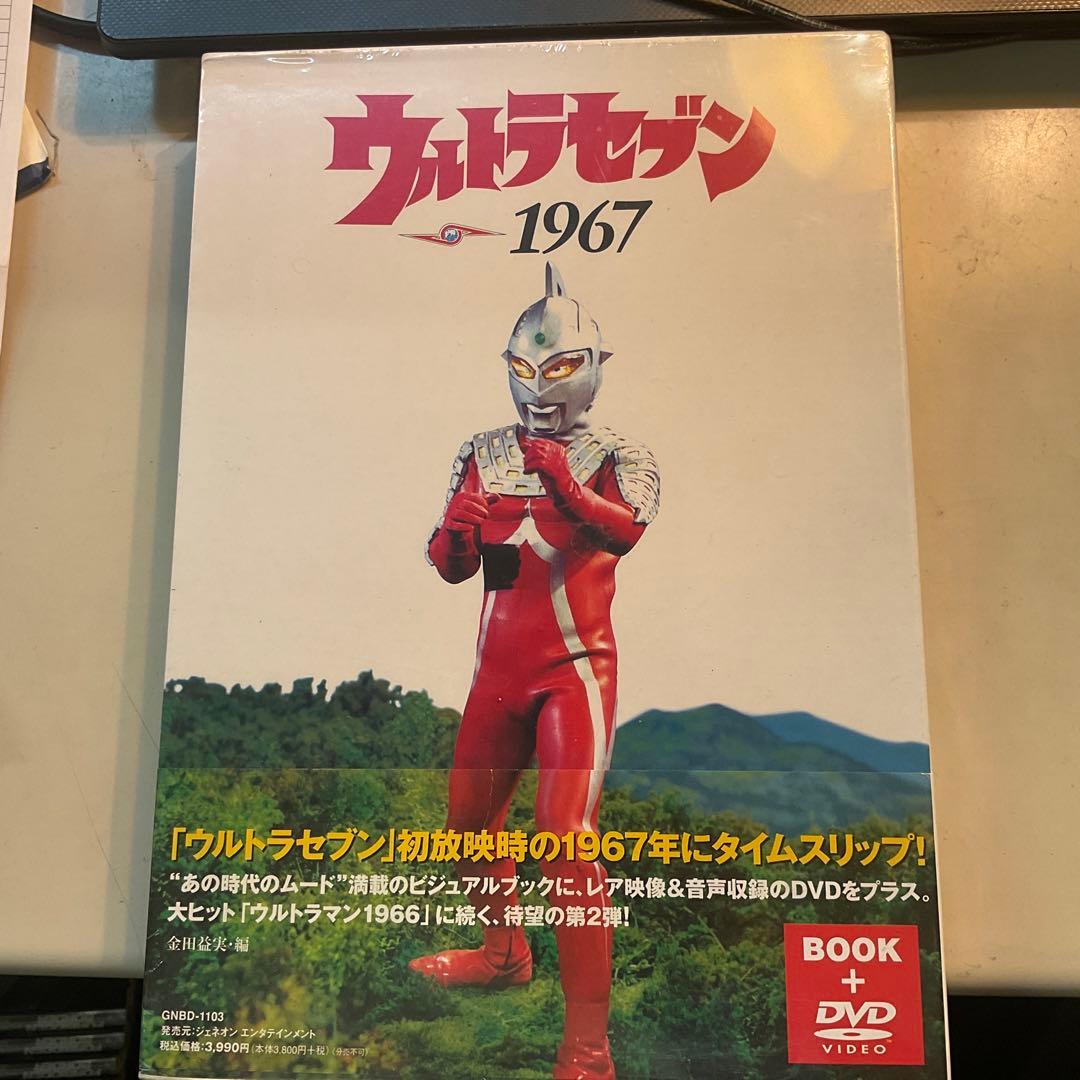 ウルトラセブン
1967
「ウルトラセブン」初放映時の1967年にタイムスリップ!
“あの時代のムード”満載のビジュアルブックに、レア映像&音声収録のDVDをプラス。
大ヒット「ウルトラマン1966」に続く、待望の第2弾!
金田益実・編
GNBD-1103
発売元:ジェネオン エンタテインメント
税込価格:3,990円(本体3,800円+税)(分売不可)
BOOK
+
DVD
VIDEO